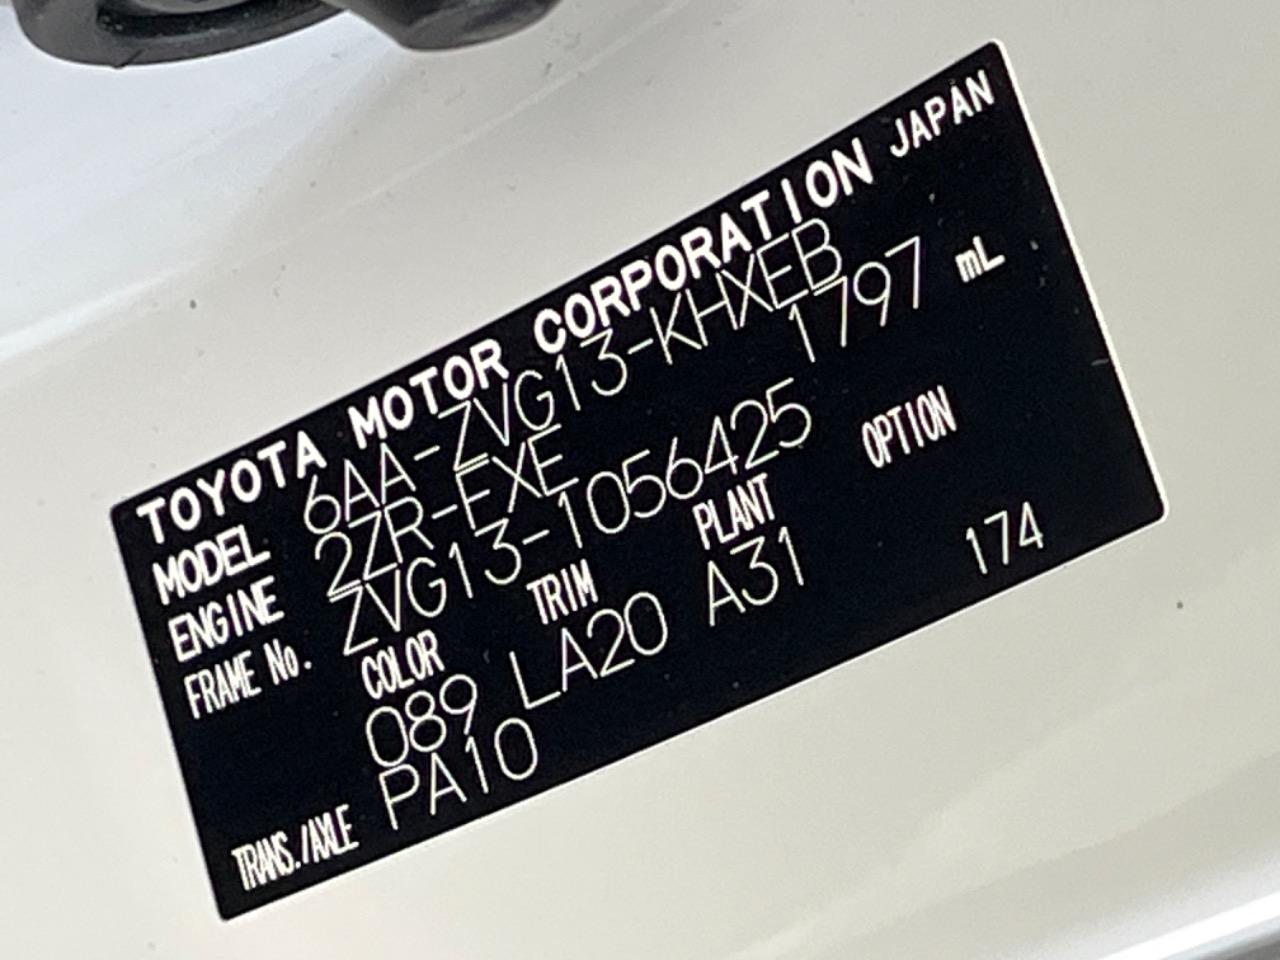 TOYOTA MOTOR CORPORATION JAPAN
MODEL 6AA-ZVG13-KHXEB
ENGINE 2ZR-FXE 1797 mL
FRAME No. ZVG13-1056425
COLOR TRIM PLANT OPTION
089 LA20 A31 174
TRANS./AXLE PA10